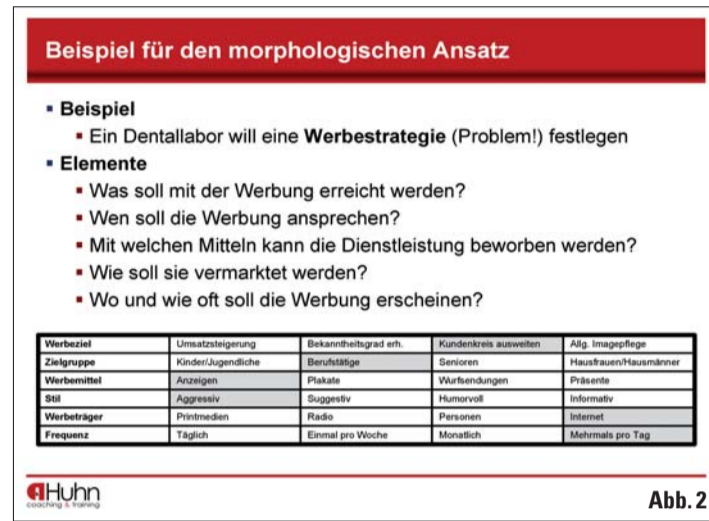 Beispiel für den morphologischen Ansatz
▪ Beispiel
▪ Ein Dentallabor will eine Werbestrategie (Problem!) festlegen
▪ Elemente
▪ Was soll mit der Werbung erreicht werden?
▪ Wen soll die Werbung ansprechen?
▪ Mit welchen Mitteln kann die Dienstleistung beworben werden?
▪ Wie soll sie vermarktet werden?
▪ Wo und wie oft soll die Werbung erscheinen?
Werbeziel Umsatzsteigerung Bekanntheitsgrad erh. Kundenkreis ausweiten Allg. Imagepflege
Zielgruppe Kinder/Jugendliche Berufstätige Senioren Hausfrauen/Hausmänner
Werbemittel Anzeigen Plakate Wurfsendungen Präsente
Stil Aggressiv Suggestiv Humorvoll Informativ
Werbeträger Printmedien Radio Personen Internet
Frequenz Täglich Einmal pro Woche Monatlich Mehrmals pro Tag
Huhn
coaching & training
Abb. 2